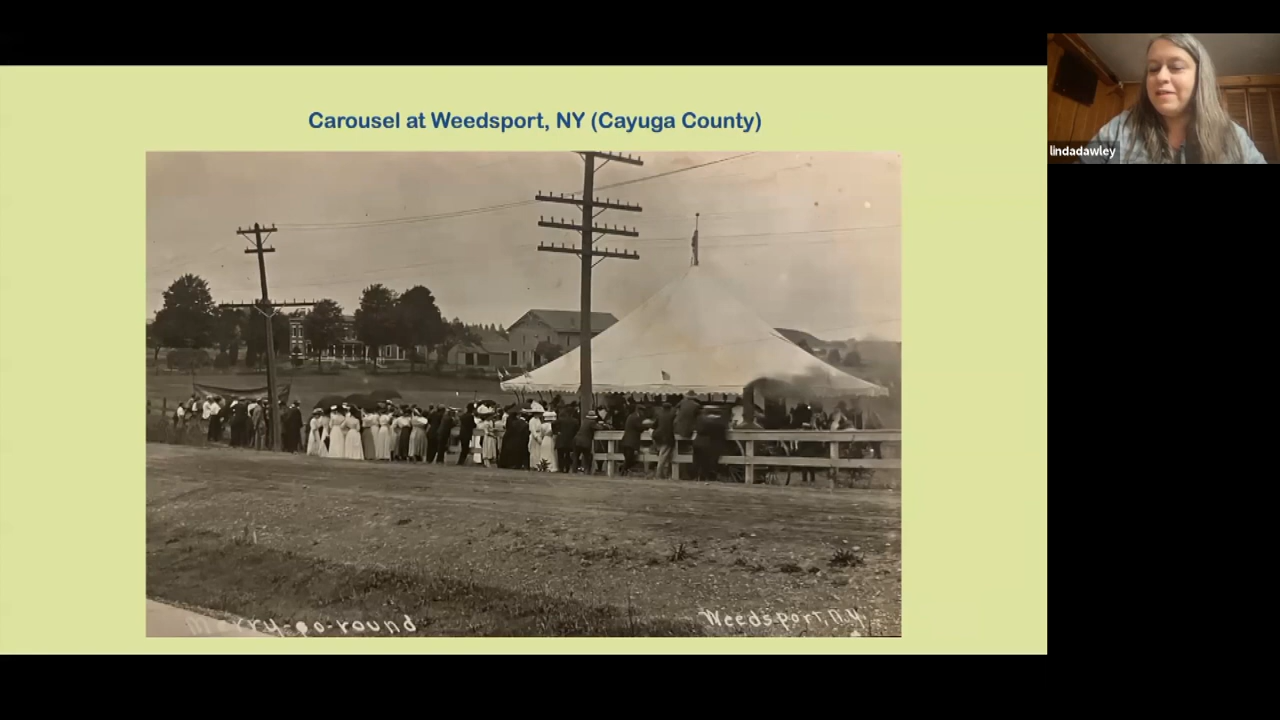 Carousel at Weedsport, NY (Cayuga County)
lindadawley
Merry-go-round
Weedsport, N.Y.